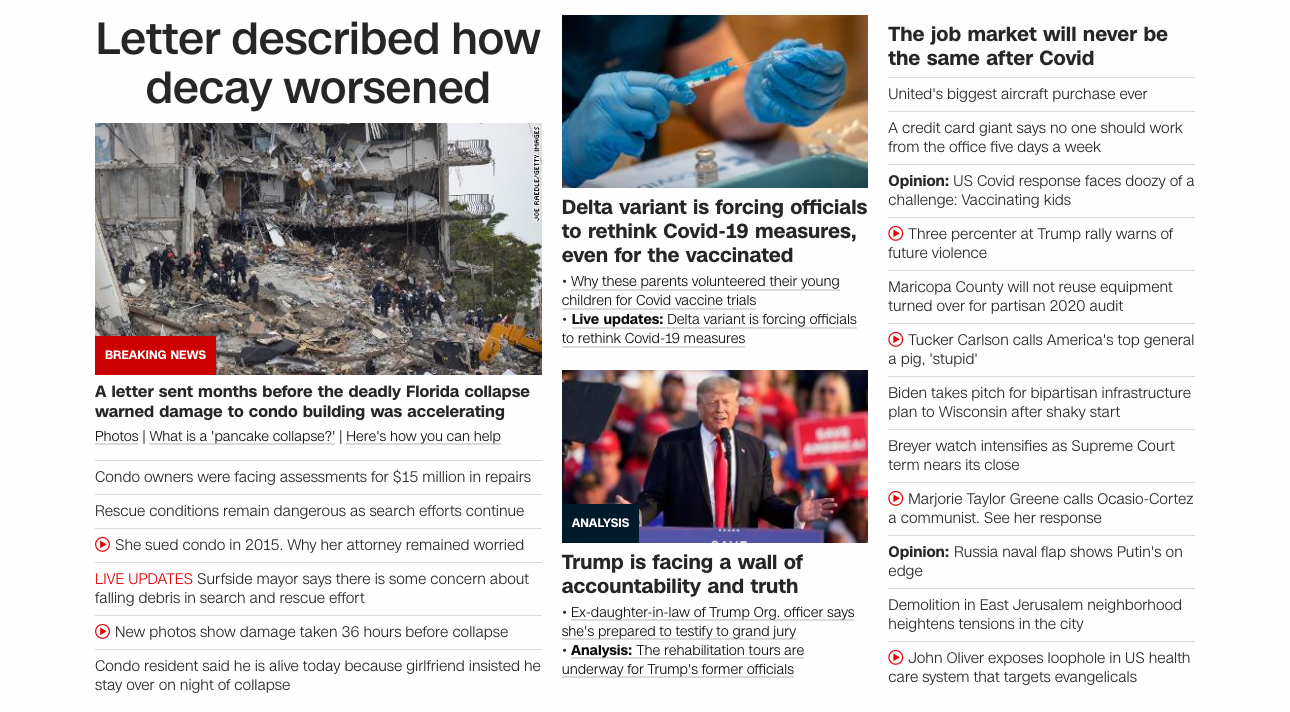 Letter described how
decay worsened
JOE RAEDLE/GETTY IMAGES
BREAKING NEWS
A letter sent months before the deadly Florida collapse
warned damage to condo building was accelerating
Photos | What is a 'pancake collapse?' | Here's how you can help
Condo owners were facing assessments for $15 million in repairs
Rescue conditions remain dangerous as search efforts continue
She sued condo in 2015. Why her attorney remained worried
LIVE UPDATES Surfside mayor says there is some concern about
falling debris in search and rescue effort
New photos show damage taken 36 hours before collapse
Condo resident said he is alive today because girlfriend insisted he
stay over on night of collapse
Delta variant is forcing officials
to rethink Covid-19 measures,
even for the vaccinated
• Why these parents volunteered their young
children for Covid vaccine trials
• Live updates: Delta variant is forcing officials
to rethink Covid-19 measures
SAVE
AMERICA!
ANALYSIS
SAVE
Trump is facing a wall of
accountability and truth
• Ex-daughter-in-law of Trump Org. officer says
she's prepared to testify to grand jury
• Analysis: The rehabilitation tours are
underway for Trump's former officials
The job market will never be
the same after Covid
United's biggest aircraft purchase ever
A credit card giant says no one should work
from the office five days a week
Opinion: US Covid response faces doozy of a
challenge: Vaccinating kids
Three percenter at Trump rally warns of
future violence
Maricopa County will not reuse equipment
turned over for partisan 2020 audit
Tucker Carlson calls America's top general
a pig, 'stupid'
Biden takes pitch for bipartisan infrastructure
plan to Wisconsin after shaky start
Breyer watch intensifies as Supreme Court
term nears its close
Marjorie Taylor Greene calls Ocasio-Cortez
a communist. See her response
Opinion: Russia naval flap shows Putin's on
edge
Demolition in East Jerusalem neighborhood
heightens tensions in the city
John Oliver exposes loophole in US health
care system that targets evangelicals